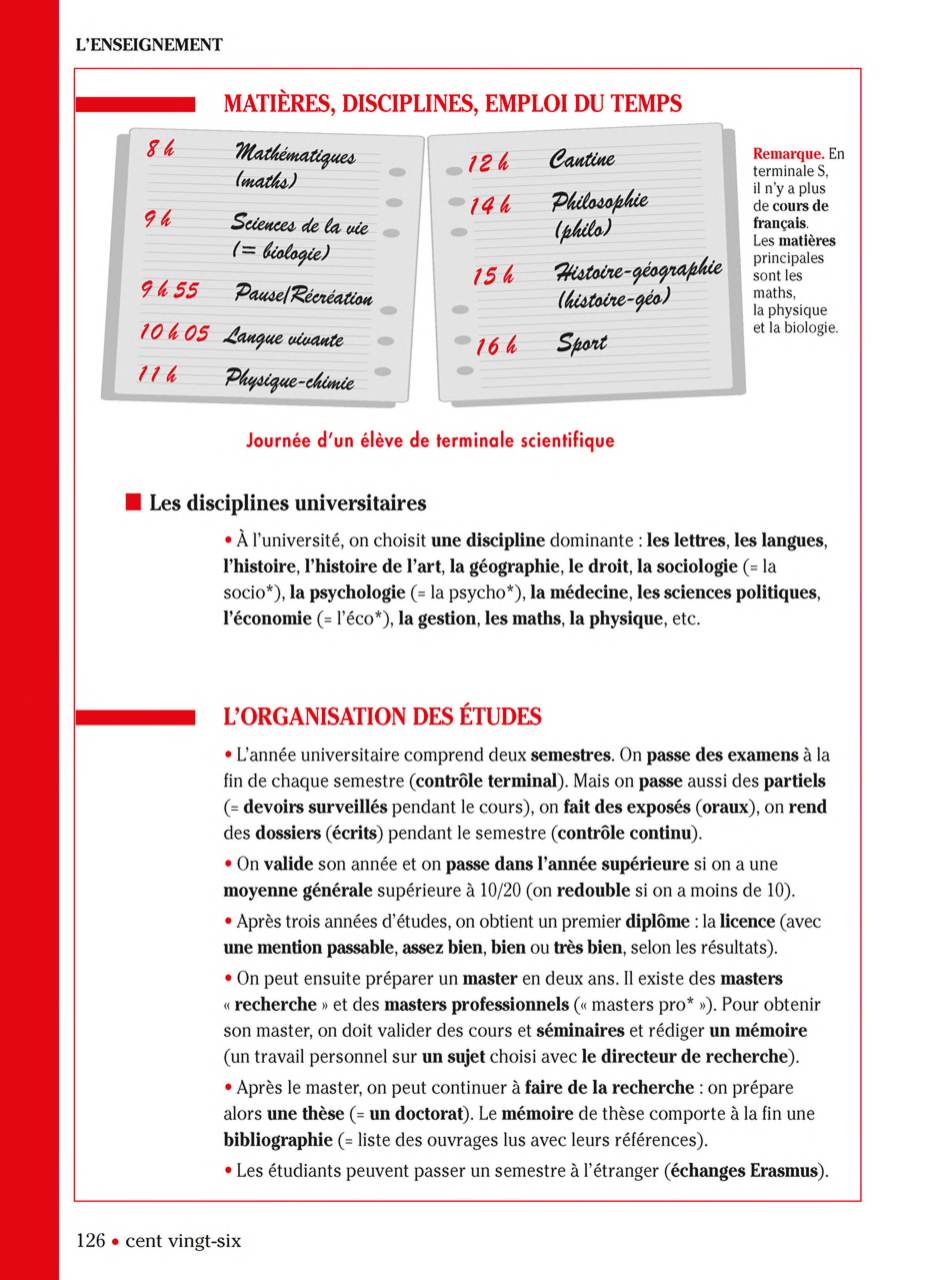 L'ENSEIGNEMENT
MATIÈRES, DISCIPLINES, EMPLOI DU TEMPS
8 h Mathématiques
(maths)
9 h Sciences de la vie
(= biologie)
9 h 55 Pause/Récréation
10 h 05 Langue vivante
11 h Physique-chimie
12 h Cantine
14 h Philosophie
(philo)
15 h Histoire-géographie
(histoire-géo)
16 h Sport
Remarque. En
terminale S,
il n'y a plus
de cours de
français.
Les matières
principales
sont les
maths,
la physique
et la biologie.
Journée d'un élève de terminale scientifique
■ Les disciplines universitaires
• À l'université, on choisit une discipline dominante : les lettres, les langues,
l'histoire, l'histoire de l'art, la géographie, le droit, la sociologie (= la
socio*), la psychologie (= la psycho*), la médecine, les sciences politiques,
l'économie (= l'éco*), la gestion, les maths, la physique, etc.
L'ORGANISATION DES ÉTUDES
• L'année universitaire comprend deux semestres. On passe des examens à la
fin de chaque semestre (contrôle terminal). Mais on passe aussi des partiels
(= devoirs surveillés pendant le cours), on fait des exposés (oraux), on rend
des dossiers (écrits) pendant le semestre (contrôle continu).
• On valide son année et on passe dans l'année supérieure si on a une
moyenne générale supérieure à 10/20 (on redouble si on a moins de 10).
• Après trois années d'études, on obtient un premier diplôme : la licence (avec
une mention passable, assez bien, bien ou très bien, selon les résultats).
• On peut ensuite préparer un master en deux ans. Il existe des masters
« recherche » et des masters professionnels (« masters pro* »). Pour obtenir
son master, on doit valider des cours et séminaires et rédiger un mémoire
(un travail personnel sur un sujet choisi avec le directeur de recherche).
• Après le master, on peut continuer à faire de la recherche : on prépare
alors une thèse (= un doctorat). Le mémoire de thèse comporte à la fin une
bibliographie (= liste des ouvrages lus avec leurs références).
• Les étudiants peuvent passer un semestre à l'étranger (échanges Erasmus).
126 • cent vingt-six